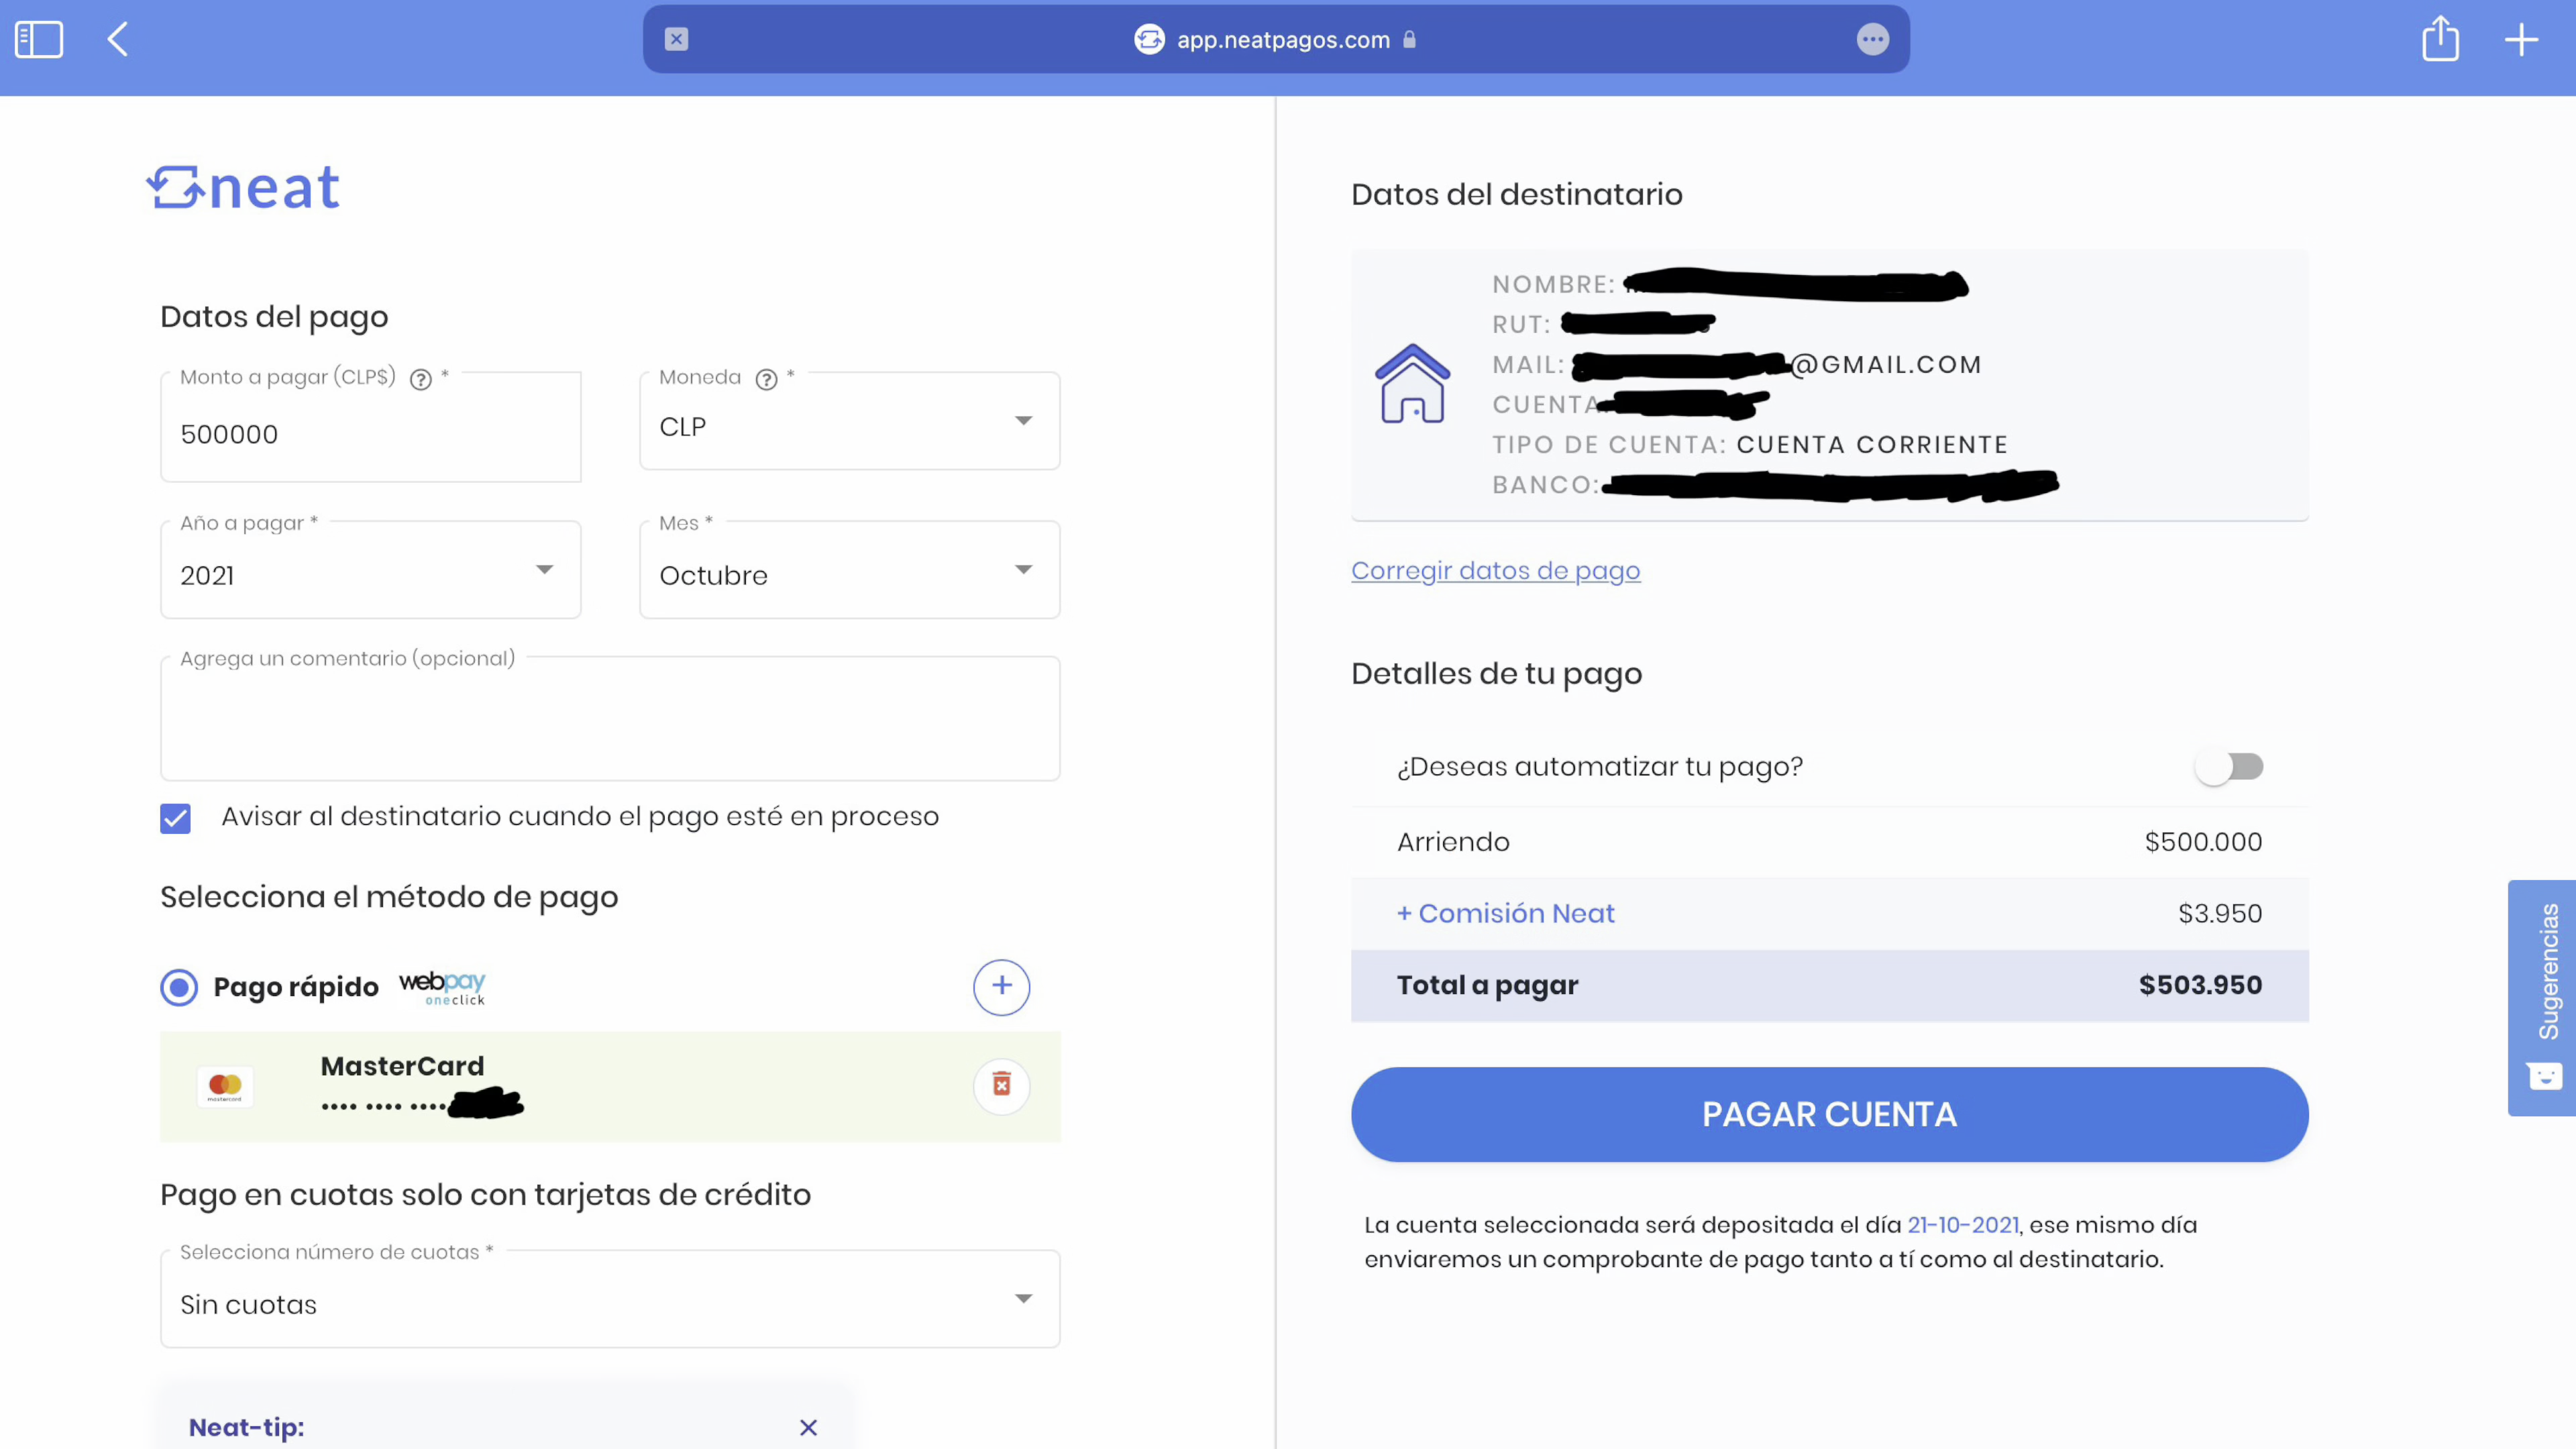 app.neatpagos.com
neat
Datos del pago
Monto a pagar (CLP$) ? *
500000
Moneda ? *
CLP
Año a pagar *
2021
Mes *
Octubre
Agrega un comentario (opcional)
Avisar al destinatario cuando el pago esté en proceso
Selecciona el método de pago
Pago rápido webpay oneclick
MasterCard
mastercard
•••• •••• ••••
Pago en cuotas solo con tarjetas de crédito
Selecciona número de cuotas *
Sin cuotas
Neat-tip:
Datos del destinatario
NOMBRE:
RUT:
MAIL: @GMAIL.COM
CUENTA
TIPO DE CUENTA: CUENTA CORRIENTE
BANCO:
Corregir datos de pago
Detalles de tu pago
¿Deseas automatizar tu pago?
Arriendo $500.000
+ Comisión Neat $3.950
Total a pagar $503.950
PAGAR CUENTA
La cuenta seleccionada será depositada el día 21-10-2021, ese mismo día
enviaremos un comprobante de pago tanto a tí como al destinatario.
Sugerencias